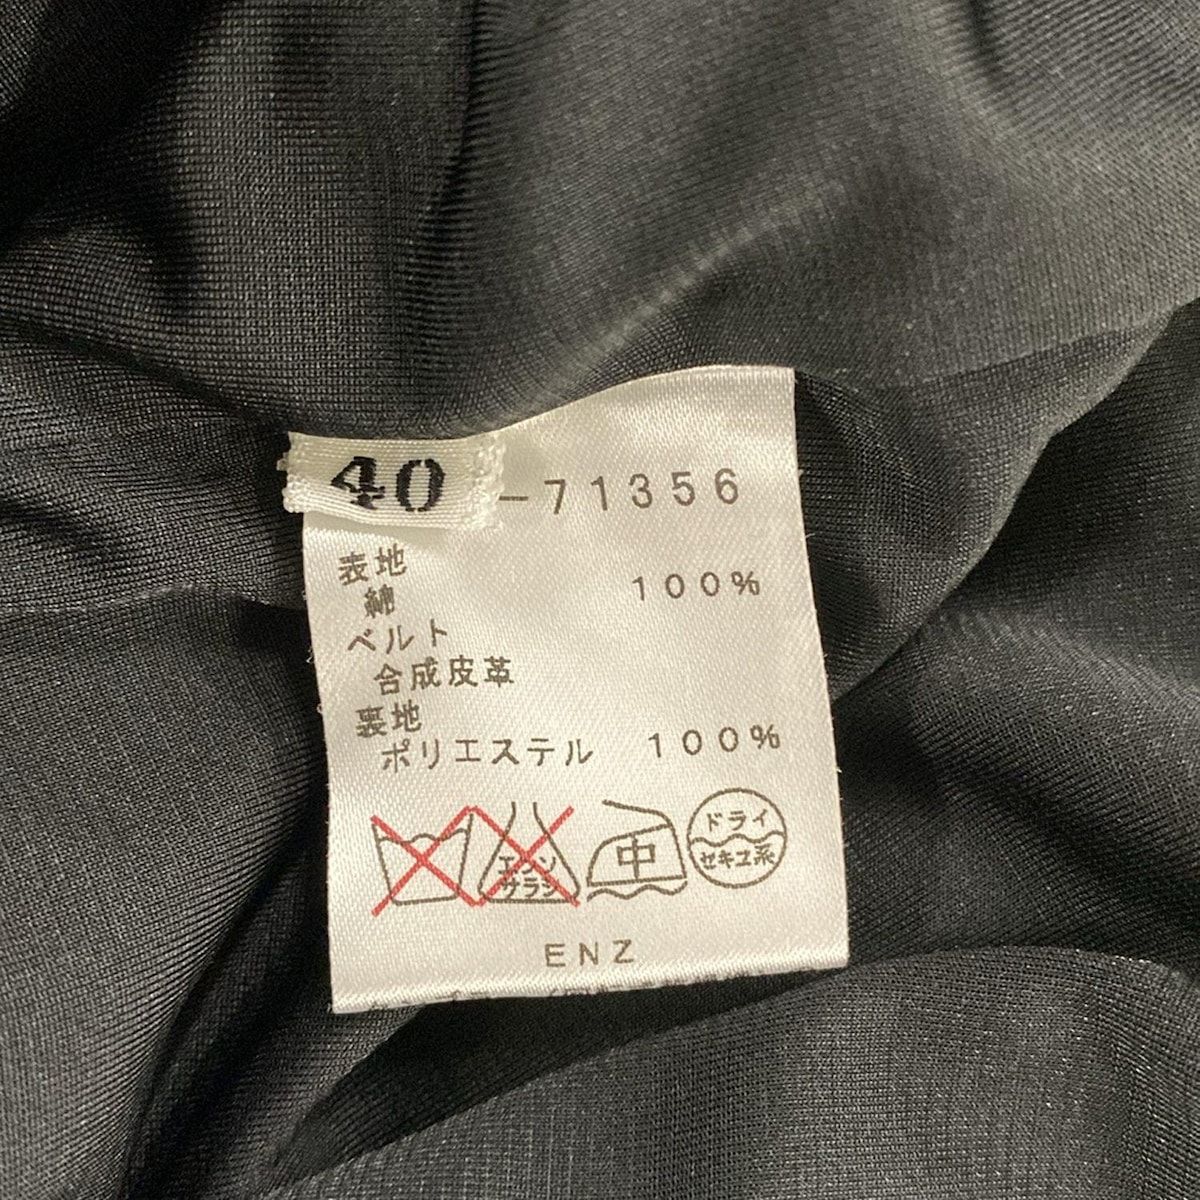 40 -71356
表地
綿 100%
ベルト
合成皮革
裏地
ポリエステル 100%
エンソ サラシ 中 ドライ セキユ系
ENZ